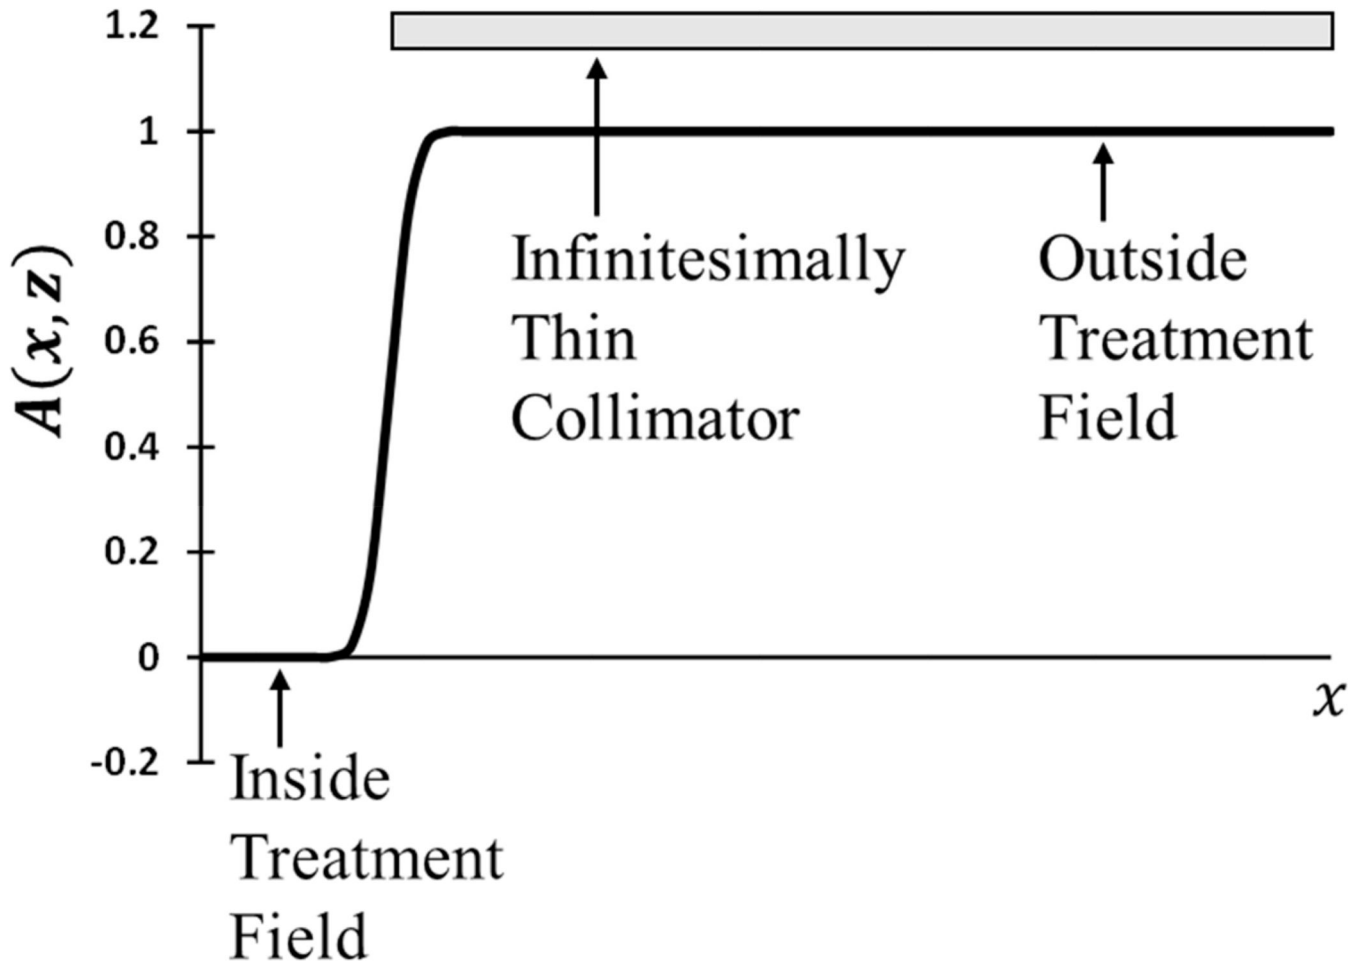 1.2
1
0.8
0.6
0.4
0.2
0
-0.2
A(x,z)
Infinitesimally
Thin
Collimator
Outside
Treatment
Field
x
Inside
Treatment
Field